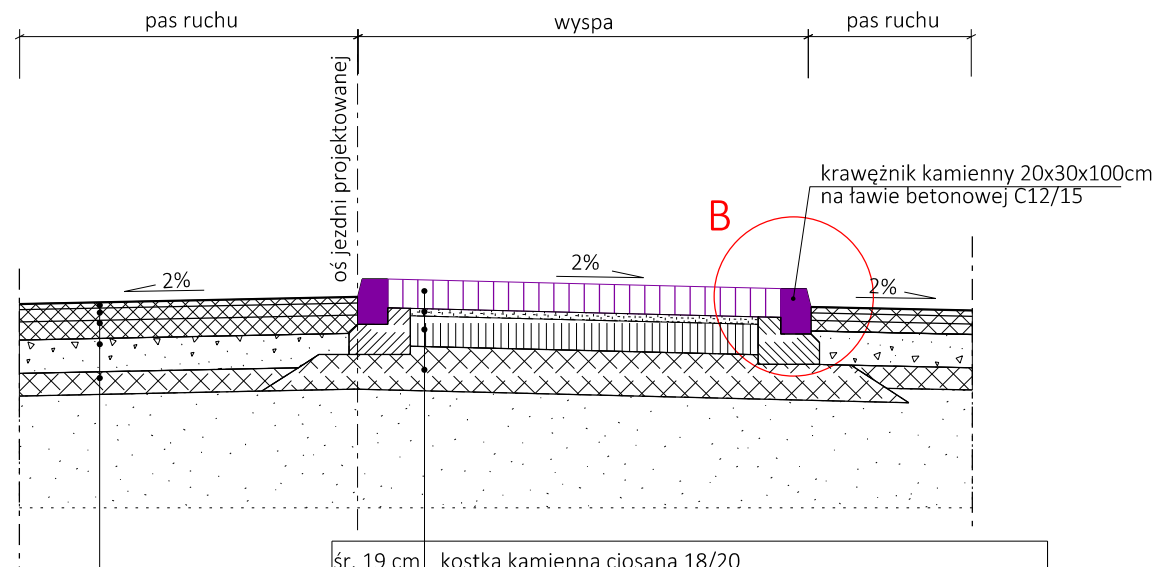 pas ruchu
wyspa
pas ruchu
oś jezdni projektowanej
krawężnik kamienny 20x30x100cm
na ławie betonowej C12/15
B
2%
2%
2%
śr. 19 cm kostka kamienna ciosana 18/20